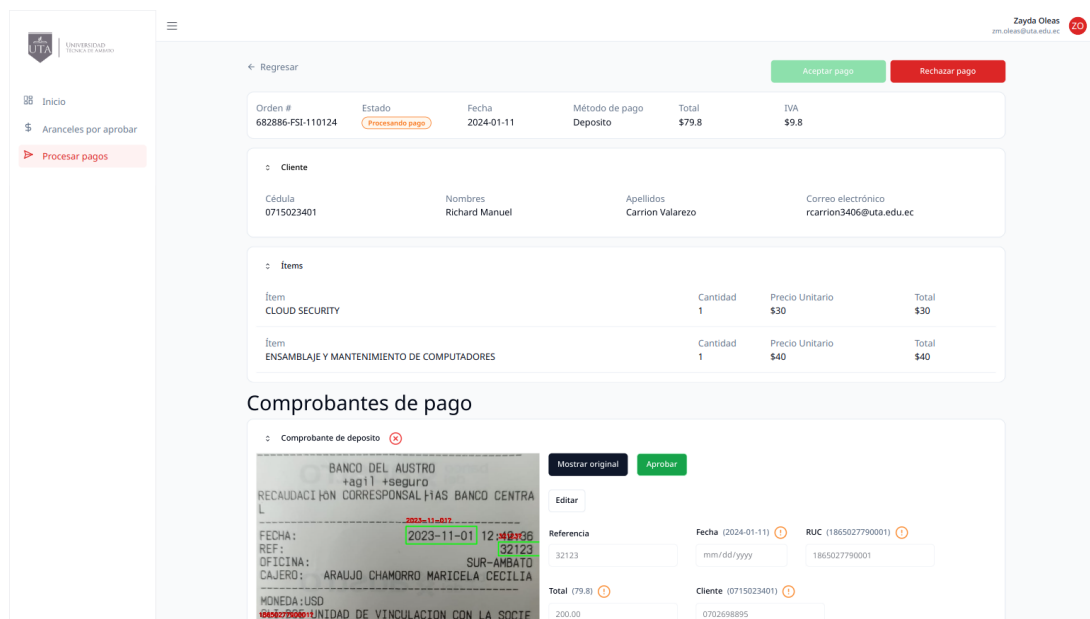 Zayda Oleas
zm.oleas@uta.edu.ec
ZO
UTA
UNIVERSIDAD
TÉCNICA DE AMBATO
Inicio
Aranceles por aprobar
Procesar pagos
Regresar
Aceptar pago
Rechazar pago
Orden # Estado Fecha Método de pago Total IVA
682886-FSI-110124 Procesando pago 2024-01-11 Deposito $79.8 $9.8
Cliente
Cédula Nombres Apellidos Correo electrónico
0715023401 Richard Manuel Carrion Valarezo rcarrion3406@uta.edu.ec
Ítems
Ítem Cantidad Precio Unitario Total
CLOUD SECURITY 1 $30 $30
Ítem Cantidad Precio Unitario Total
ENSAMBLAJE Y MANTENIMIENTO DE COMPUTADORES 1 $40 $40
Comprobantes de pago
Comprobante de deposito
BANCO DEL AUSTRO
+agil +seguro
CORRESPONSALIAS BANCO CENTRA
L
FECHA: 2023-11-01
REF: 32123
OFICINA: SUR-AMBATO
CAJERO: ARAUJO CHAMORRO MARICELA CECILIA
MONEDA:USD
UNIDAD DE VINCULACION CON LA SOCIE
Mostrar original Aprobar
Editar
Referencia Fecha (2024-01-11) RUC (1865027790001)
32123 mm/dd/yyyy 1865027790001
Total (79.8) Cliente (0715023401)
200.00 0702698895